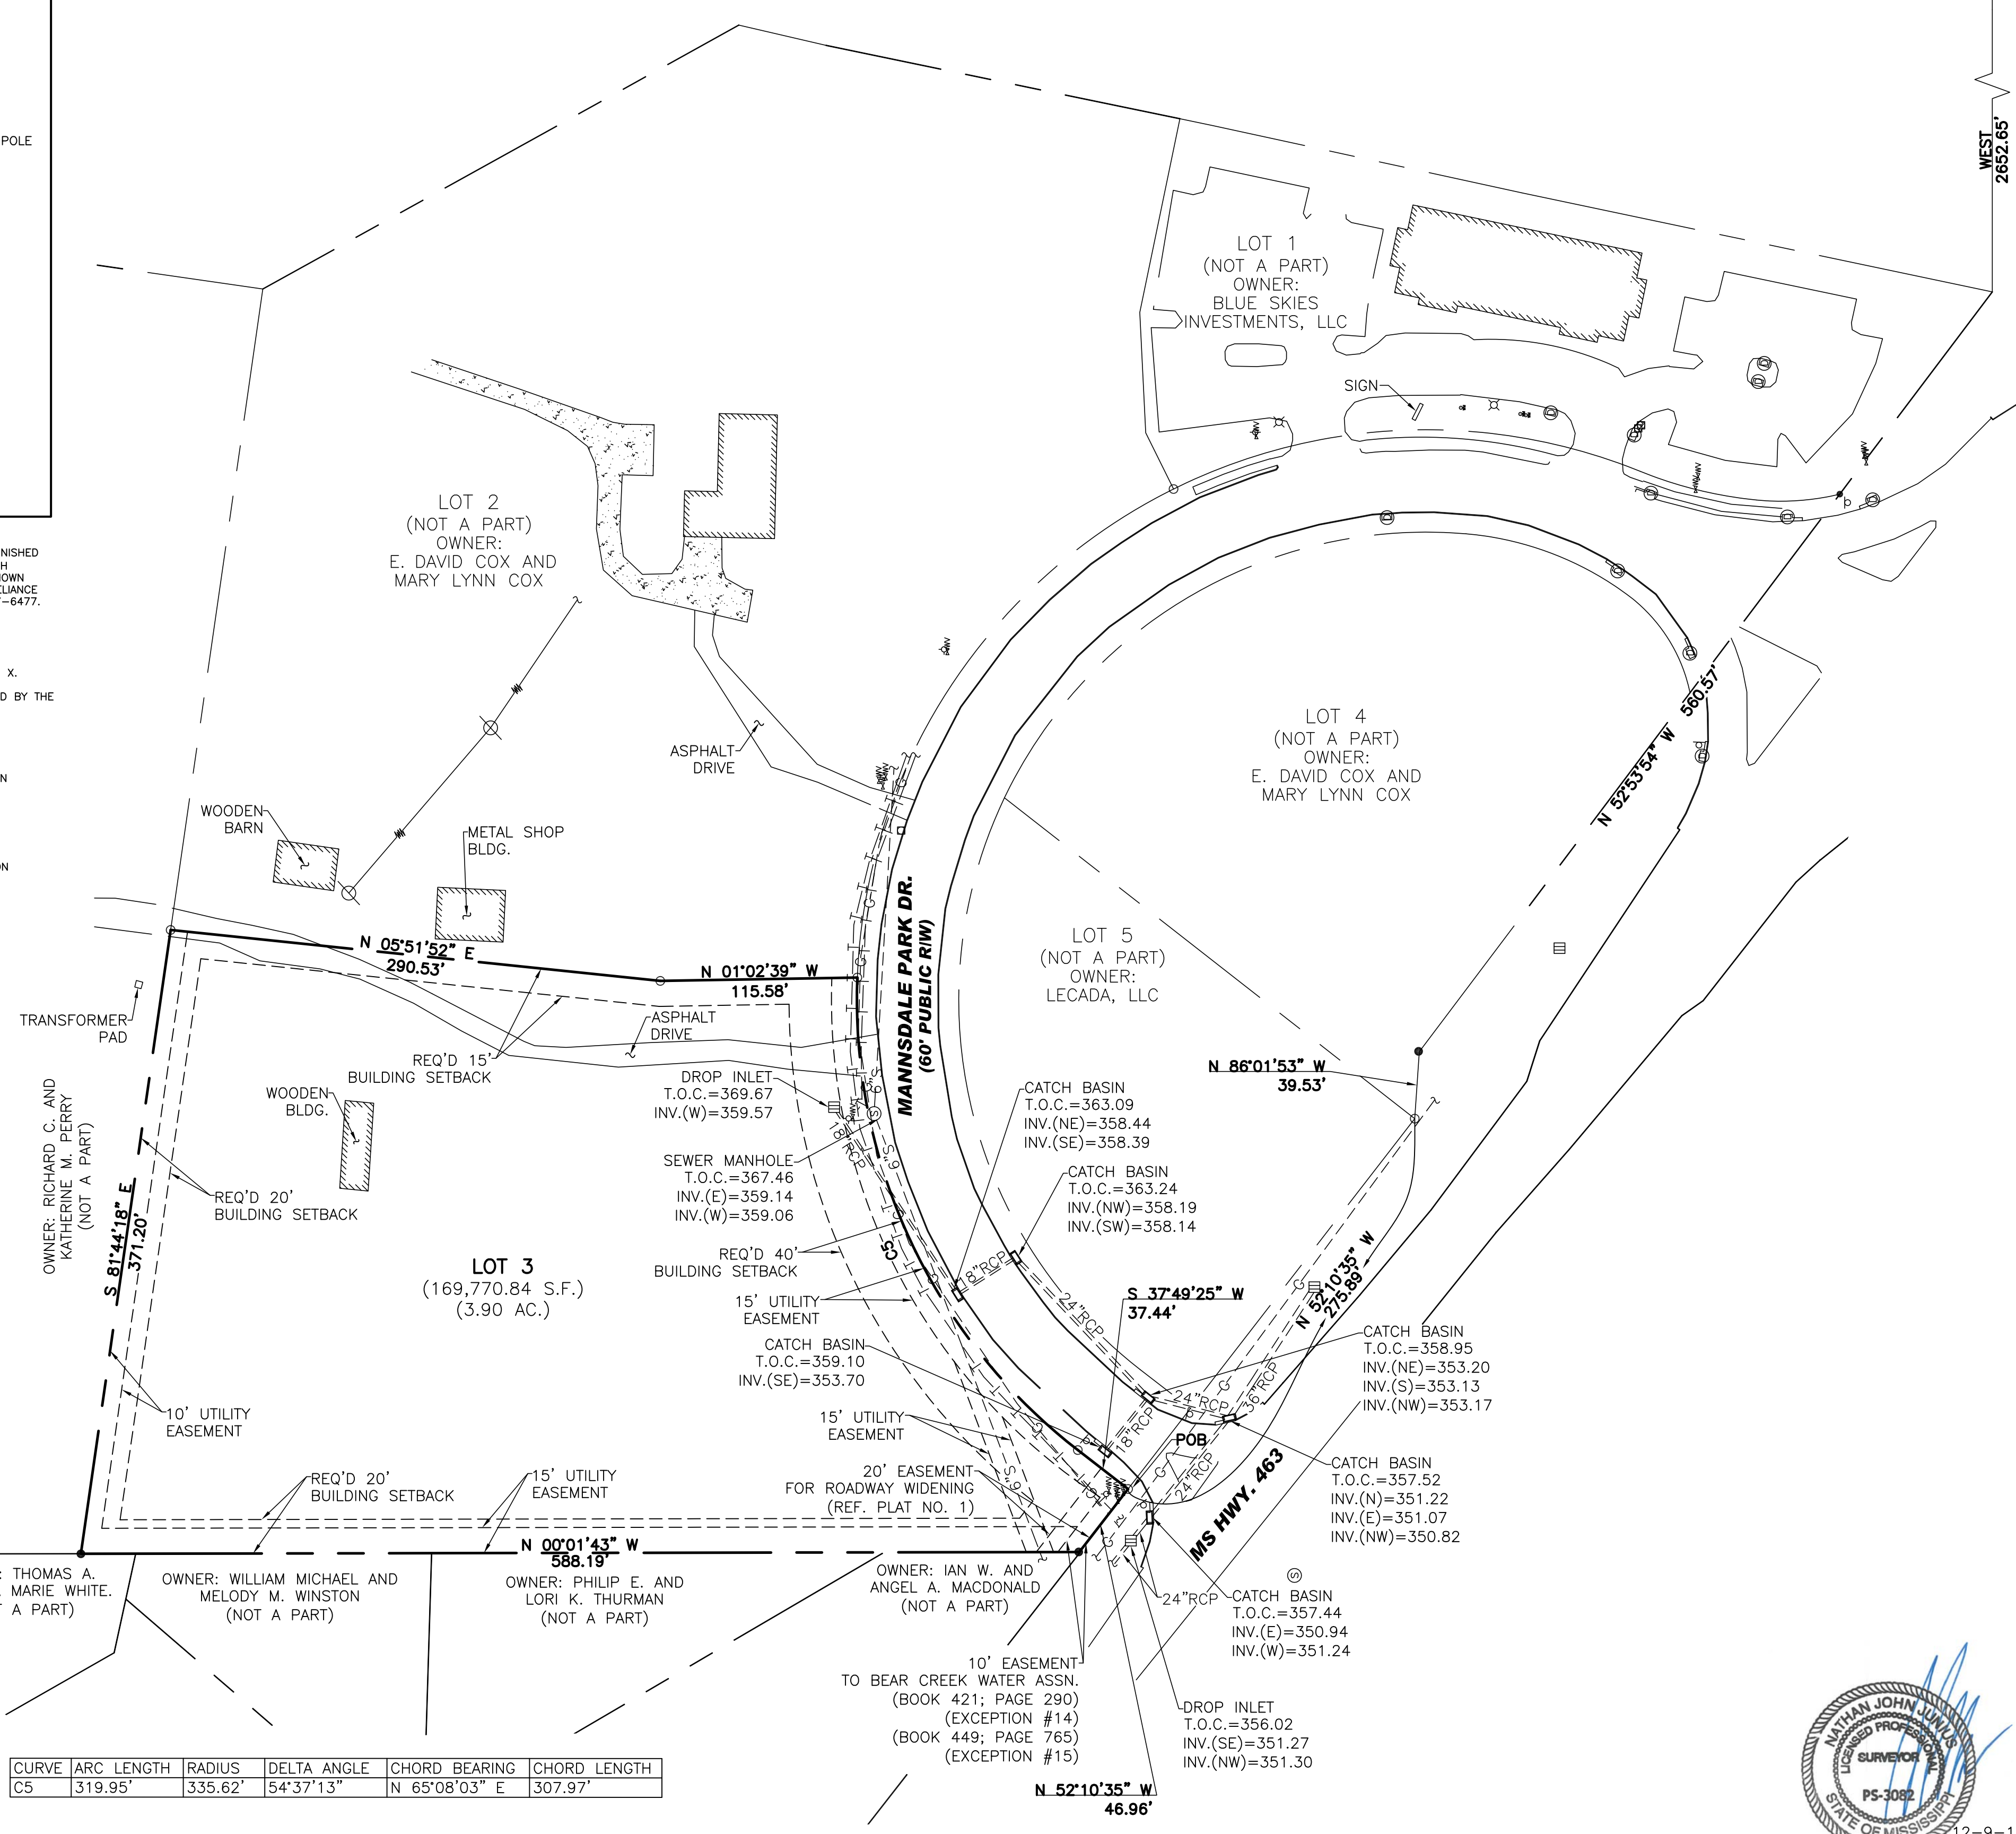 POLE
WEST
2652.65'
LOT 1
(NOT A PART)
OWNER:
BLUE SKIES
INVESTMENTS, LLC
SIGN
LOT 2
(NOT A PART)
OWNER:
E. DAVID COX AND
MARY LYNN COX
X.
D BY THE
LOT 4
(NOT A PART)
OWNER:
E. DAVID COX AND
MARY LYNN COX
N 52°53'54" W 560.57'
ASPHALT
DRIVE
WOODEN
BARN
METAL SHOP
BLDG.
MANNSDALE PARK DR.
(60' PUBLIC R/W)
LOT 5
(NOT A PART)
OWNER:
LECADA, LLC
N 05°51'52" E
290.53'
N 01°02'39" W
115.58'
TRANSFORMER
PAD
ASPHALT
DRIVE
REQ'D 15'
BUILDING SETBACK
N 86°01'53" W
39.53'
OWNER: RICHARD C. AND
KATHERINE M. PERRY
(NOT A PART)
WOODEN
BLDG.
DROP INLET
T.O.C.=369.67
INV.(W)=359.57
18"RCP
CATCH BASIN
T.O.C.=363.09
INV.(NE)=358.44
INV.(SE)=358.39
SEWER MANHOLE
T.O.C.=367.46
INV.(E)=359.14
INV.(W)=359.06
CATCH BASIN
T.O.C.=363.24
INV.(NW)=358.19
INV.(SW)=358.14
S 81°44'18" E
371.20'
REQ'D 20'
BUILDING SETBACK
REQ'D 40'
BUILDING SETBACK
C5
18"RCP
LOT 3
(169,770.84 S.F.)
(3.90 AC.)
15' UTILITY
EASEMENT
24"RCP
S 37°49'25" W
37.44'
N 52°10'35" W
275.89'
CATCH BASIN
T.O.C.=359.10
INV.(SE)=353.70
CATCH BASIN
T.O.C.=358.95
INV.(NE)=353.20
INV.(S)=353.13
INV.(NW)=353.17
10' UTILITY
EASEMENT
15' UTILITY
EASEMENT
24"RCP
36"RCP
18"RCP
POB
24"RCP
MS HWY. 463
REQ'D 20'
BUILDING SETBACK
15' UTILITY
EASEMENT
20' EASEMENT
FOR ROADWAY WIDENING
(REF. PLAT NO. 1)
CATCH BASIN
T.O.C.=357.52
INV.(N)=351.22
INV.(E)=351.07
INV.(NW)=350.82
N 00°01'43" W
588.19'
THOMAS A.
MARIE WHITE.
A PART)
OWNER: WILLIAM MICHAEL AND
MELODY M. WINSTON
(NOT A PART)
OWNER: PHILIP E. AND
LORI K. THURMAN
(NOT A PART)
OWNER: IAN W. AND
ANGEL A. MACDONALD
(NOT A PART)
24"RCP
CATCH BASIN
T.O.C.=357.44
INV.(E)=350.94
INV.(W)=351.24
10' EASEMENT
TO BEAR CREEK WATER ASSN.
(BOOK 421; PAGE 290)
(EXCEPTION #14)
(BOOK 449; PAGE 765)
(EXCEPTION #15)
DROP INLET
T.O.C.=356.02
INV.(SE)=351.27
INV.(NW)=351.30
N 52°10'35" W
46.96'
CURVE ARC LENGTH RADIUS DELTA ANGLE CHORD BEARING CHORD LENGTH
C5 319.95' 335.62' 54°37'13" N 65°08'03" E 307.97'
NATHAN JOHN JUNIUS
LICENSED PROFESSIONAL
SURVEYOR
PS-3082
STATE OF MISSISSIPPI
12-9-1